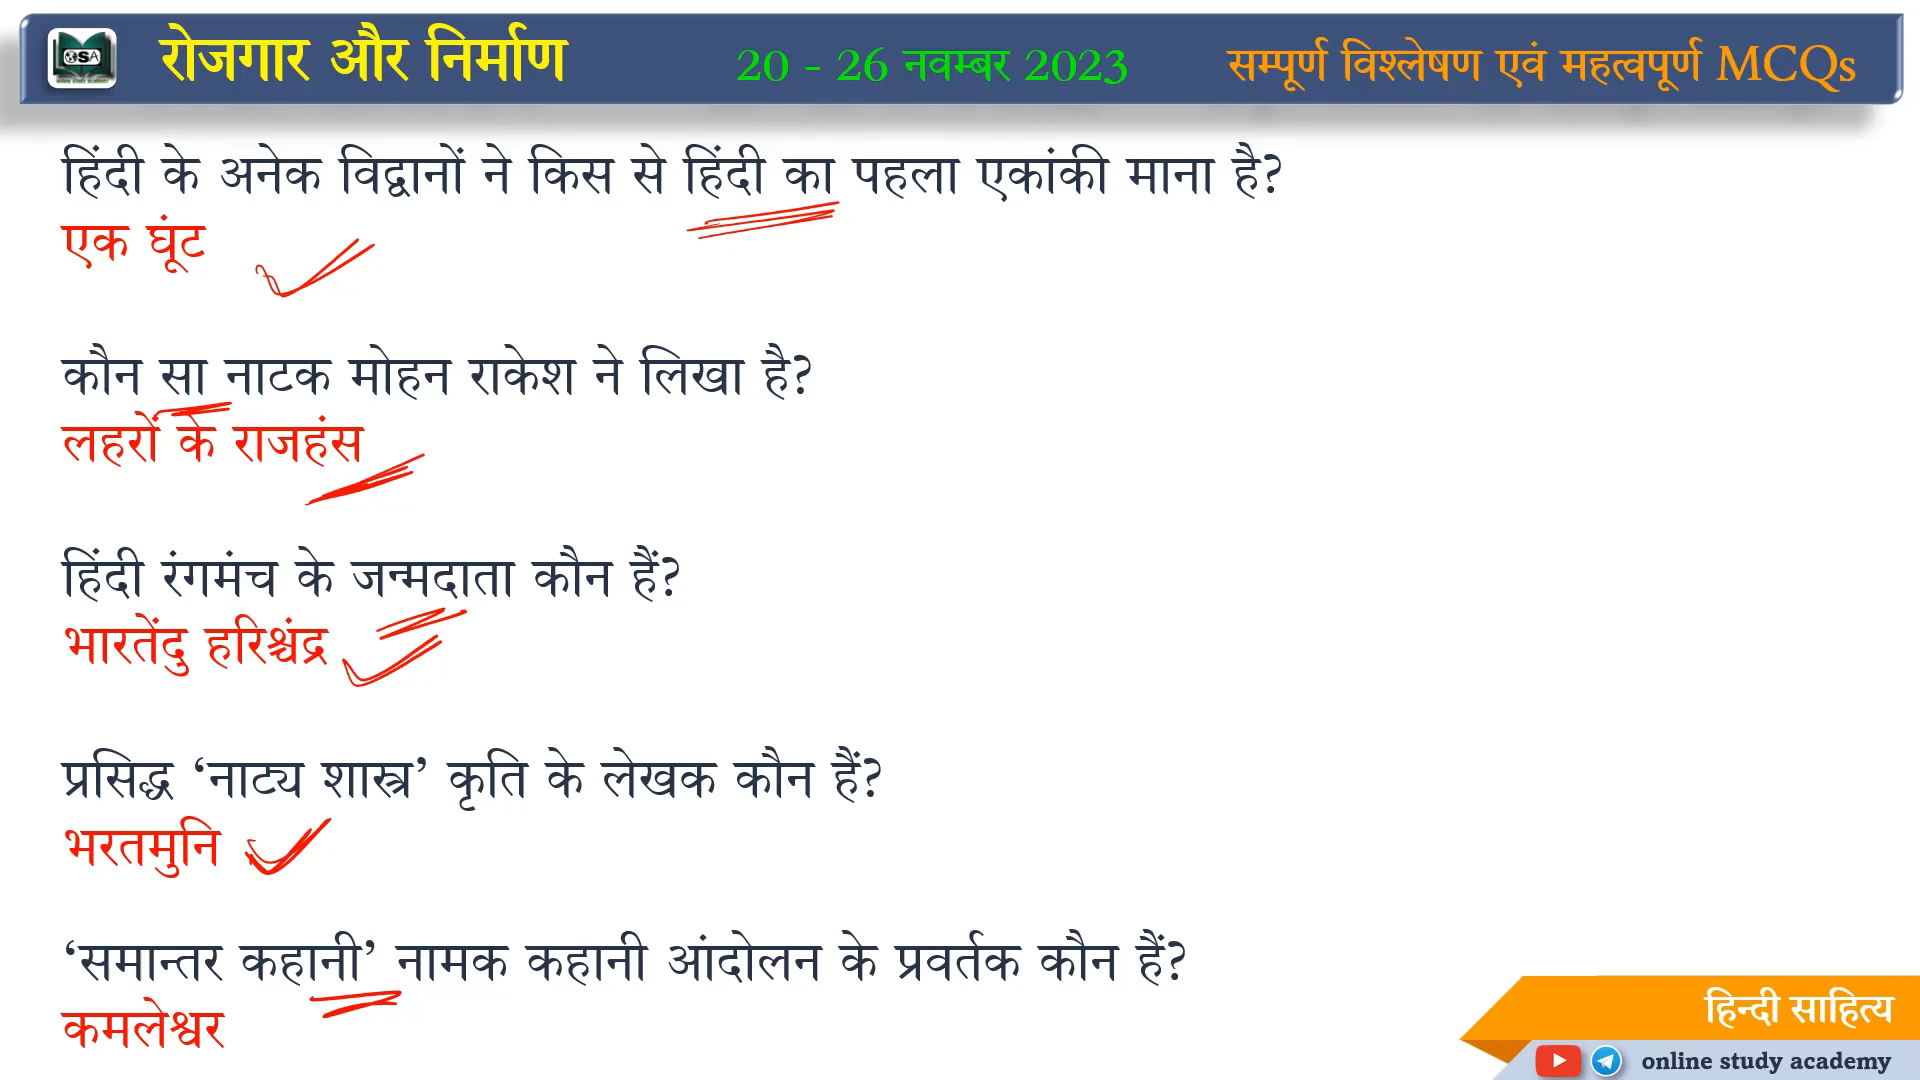 OSA
रोजगार और निर्माण
20 - 26 नवम्बर 2023
सम्पूर्ण विश्लेषण एवं महत्वपूर्ण MCQs
हिंदी के अनेक विद्वानों ने किस से हिंदी का पहला एकांकी माना है?
एक घूंट
कौन सा नाटक मोहन राकेश ने लिखा है?
लहरों के राजहंस
हिंदी रंगमंच के जन्मदाता कौन हैं?
भारतेंदु हरिश्चंद्र
प्रसिद्ध ‘नाट्य शास्त्र’ कृति के लेखक कौन हैं?
भरतमुनि
‘समान्तर कहानी’ नामक कहानी आंदोलन के प्रवर्तक कौन हैं?
कमलेश्वर
हिन्दी साहित्य
online study academy